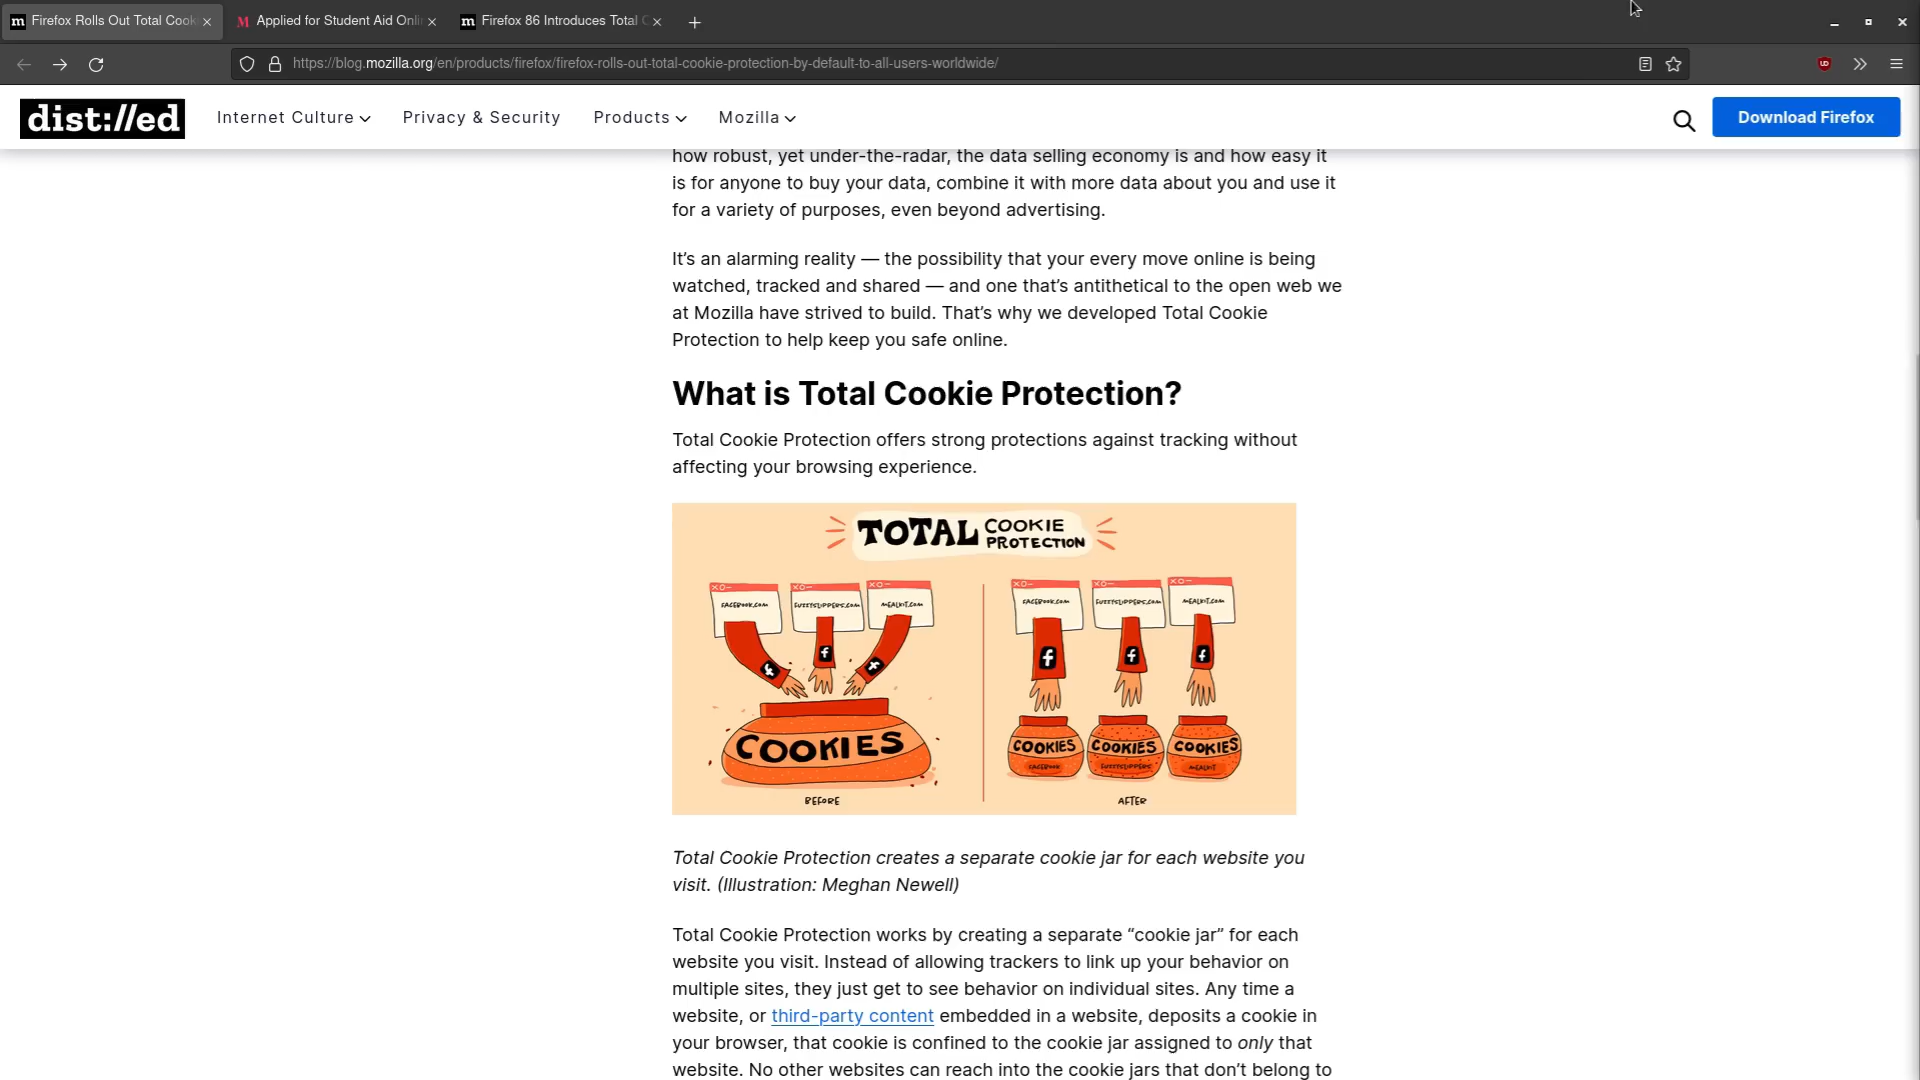 Firefox Rolls Out Total Cook
Applied for Student Aid Onli
Firefox 86 Introduces Total C
https://blog.mozilla.org/en/products/firefox/firefox-rolls-out-total-cookie-protection-by-default-to-all-users-worldwide/
dist://ed
Internet Culture
Privacy & Security
Products
Mozilla
Download Firefox
how robust, yet under-the-radar, the data selling economy is and how easy it
is for anyone to buy your data, combine it with more data about you and use it
for a variety of purposes, even beyond advertising.
It’s an alarming reality — the possibility that your every move online is being
watched, tracked and shared — and one that’s antithetical to the open web we
at Mozilla have strived to build. That’s why we developed Total Cookie
Protection to help keep you safe online.
What is Total Cookie Protection?
Total Cookie Protection offers strong protections against tracking without
affecting your browsing experience.
TOTAL COOKIE PROTECTION
FACEBOOK.COM
FUZZYSLIPPERS.COM
MEALKIT.COM
COOKIES
BEFORE
FACEBOOK.COM
FUZZYSLIPPERS.COM
MEALKIT.COM
COOKIES
FACEBOOK
COOKIES
FUZZYSLIPPERS
COOKIES
MEALKIT
AFTER
Total Cookie Protection creates a separate cookie jar for each website you
visit. (Illustration: Meghan Newell)
Total Cookie Protection works by creating a separate “cookie jar” for each
website you visit. Instead of allowing trackers to link up your behavior on
multiple sites, they just get to see behavior on individual sites. Any time a
website, or third-party content embedded in a website, deposits a cookie in
your browser, that cookie is confined to the cookie jar assigned to only that
website. No other websites can reach into the cookie jars that don’t belong to